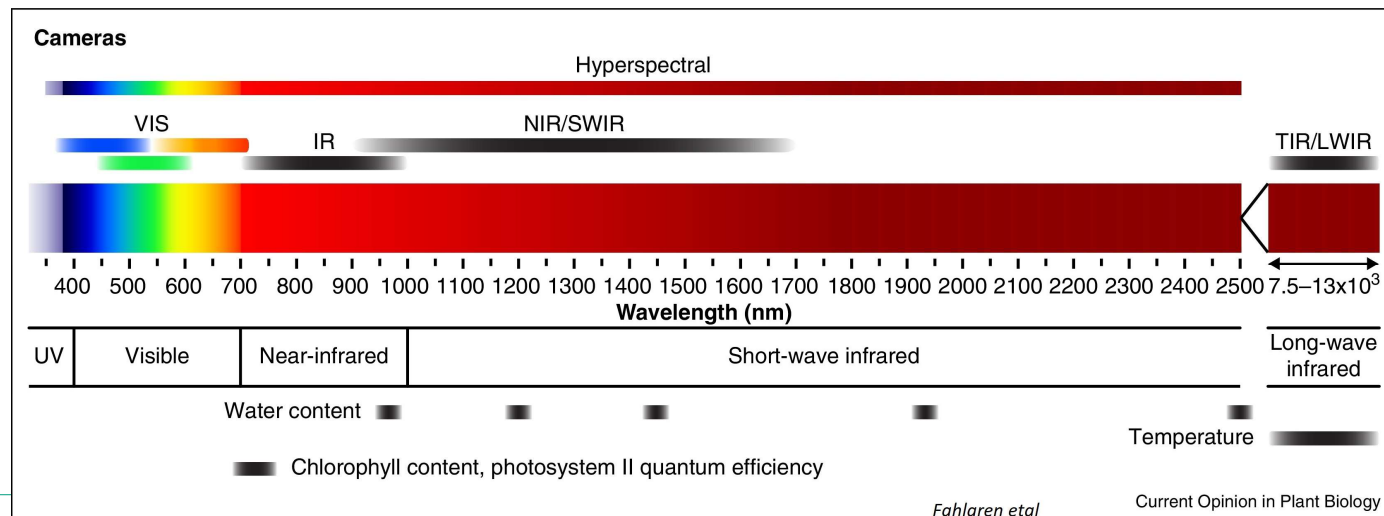 Cameras
Hyperspectral
VIS
IR
NIR/SWIR
TIR/LWIR
400 500 600 700 800 900 1000 1100 1200 1300 1400 1500 1600 1700 1800 1900 2000 2100 2200 2300 2400 2500 7.5–13x10³
Wavelength (nm)
UV Visible Near-infrared Short-wave infrared Long-wave
infrared
Water content
Temperature
Chlorophyll content, photosystem II quantum efficiency
Fahlgren etal Current Opinion in Plant Biology